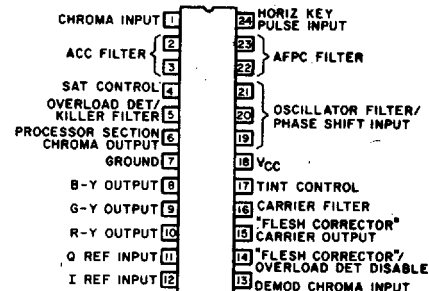 CHROMA INPUT 1
ACC FILTER
2
3
SAT CONTROL 4
OVERLOAD DET/
KILLER FILTER 5
PROCESSOR SECTION
CHROMA OUTPUT 6
GROUND 7
B-Y OUTPUT 8
G-Y OUTPUT 9
R-Y OUTPUT 10
Q REF INPUT 11
I REF INPUT 12
24 HORIZ KEY
PULSE INPUT
23
22
AFPC FILTER
21
20
19
OSCILLATOR FILTER/
PHASE SHIFT INPUT
18 VCC
17 TINT CONTROL
16 CARRIER FILTER
15 "FLESH CORRECTOR"
CARRIER OUTPUT
14 "FLESH CORRECTOR"/
OVERLOAD DET DISABLE
13 DEMOD CHROMA INPUT